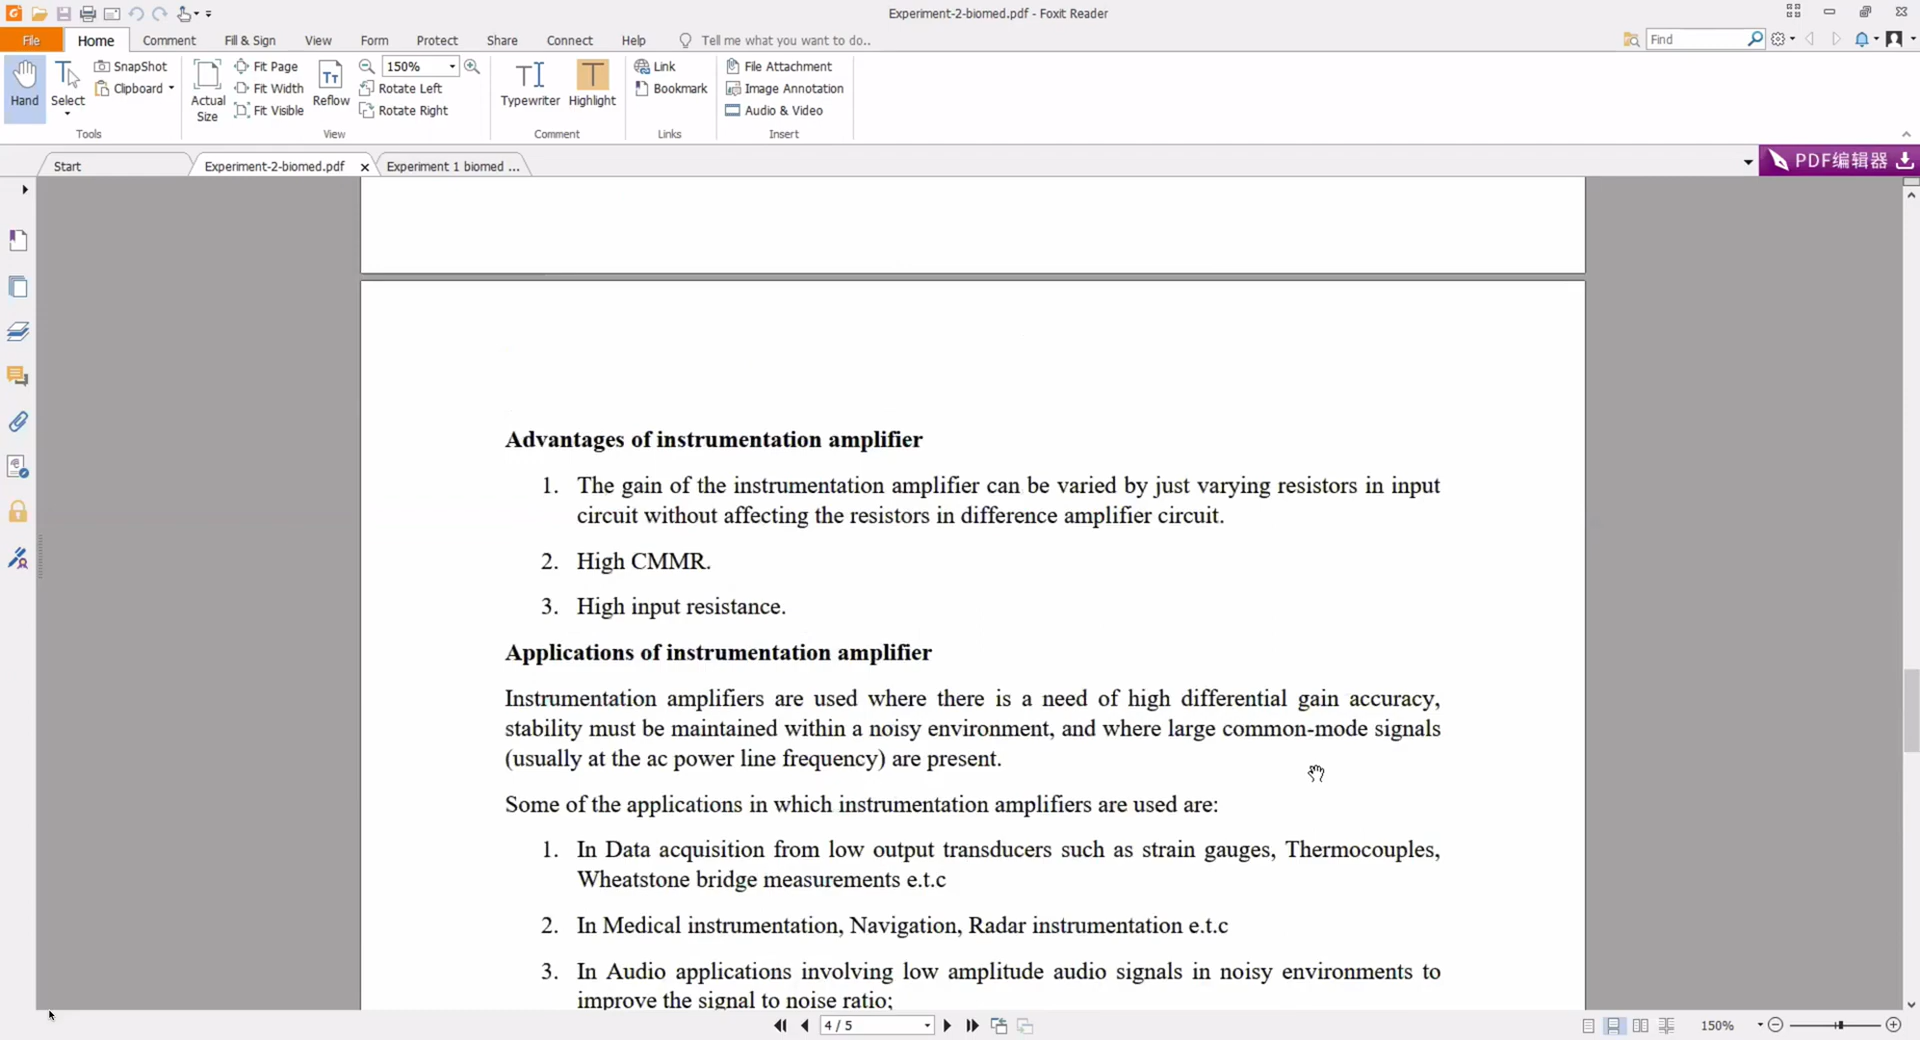 Experiment-2-biomed.pdf - Foxit Reader
File Home Comment Fill & Sign View Form Protect Share Connect Help Tell me what you want to do.. Find
Hand
Select
SnapShot
Clipboard
Tools
Actual
Size
Fit Page
Fit Width
Fit Visible
Reflow
150%
Rotate Left
Rotate Right
View
Typewriter
Highlight
Comment
Link
Bookmark
Links
File Attachment
Image Annotation
Audio & Video
Insert
Start Experiment-2-biomed.pdf Experiment 1 biomed ... PDF编辑器
Advantages of instrumentation amplifier
1. The gain of the instrumentation amplifier can be varied by just varying resistors in input
circuit without affecting the resistors in difference amplifier circuit.
2. High CMMR.
3. High input resistance.
Applications of instrumentation amplifier
Instrumentation amplifiers are used where there is a need of high differential gain accuracy,
stability must be maintained within a noisy environment, and where large common-mode signals
(usually at the ac power line frequency) are present.
Some of the applications in which instrumentation amplifiers are used are:
1. In Data acquisition from low output transducers such as strain gauges, Thermocouples,
Wheatstone bridge measurements e.t.c
2. In Medical instrumentation, Navigation, Radar instrumentation e.t.c
3. In Audio applications involving low amplitude audio signals in noisy environments to
improve the signal to noise ratio;
4 / 5 150%